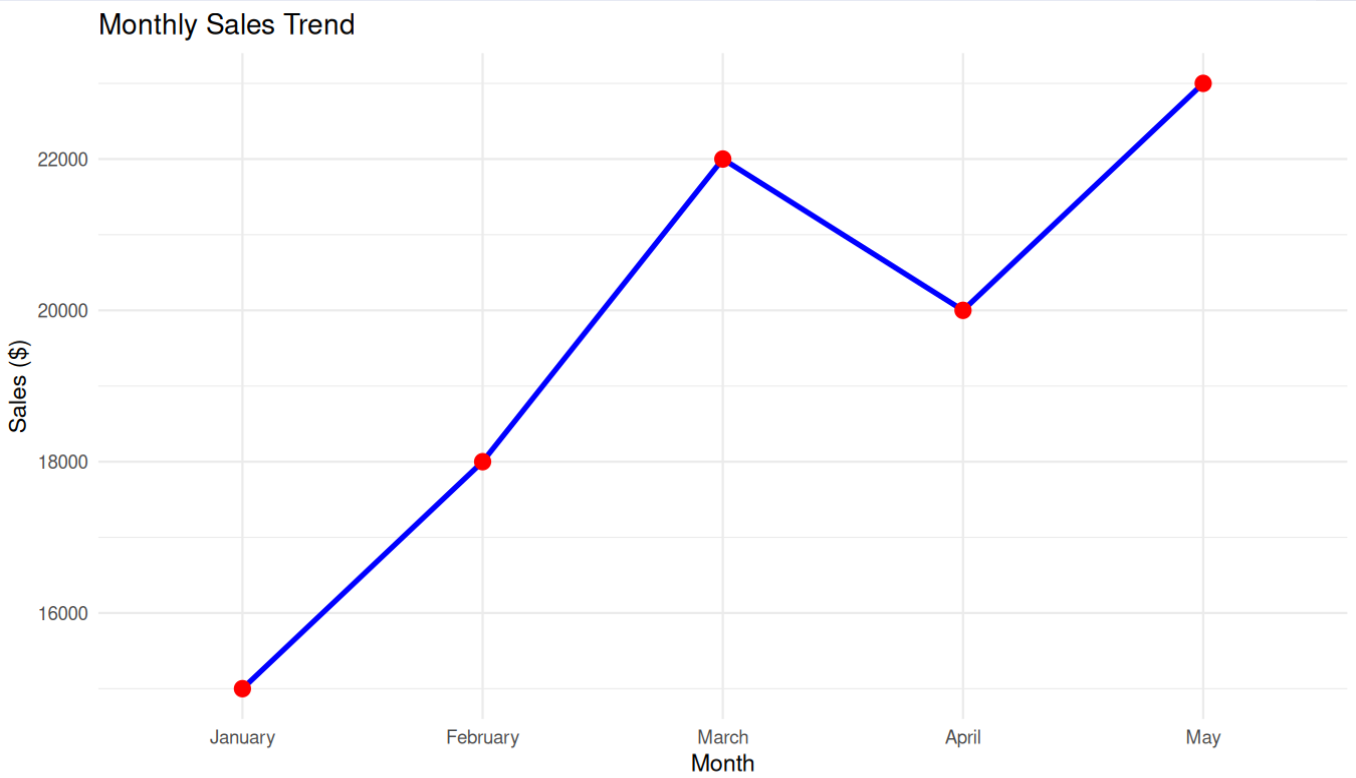 Monthly Sales Trend
22000
20000
18000
16000
Sales ($)
January February March April May
Month